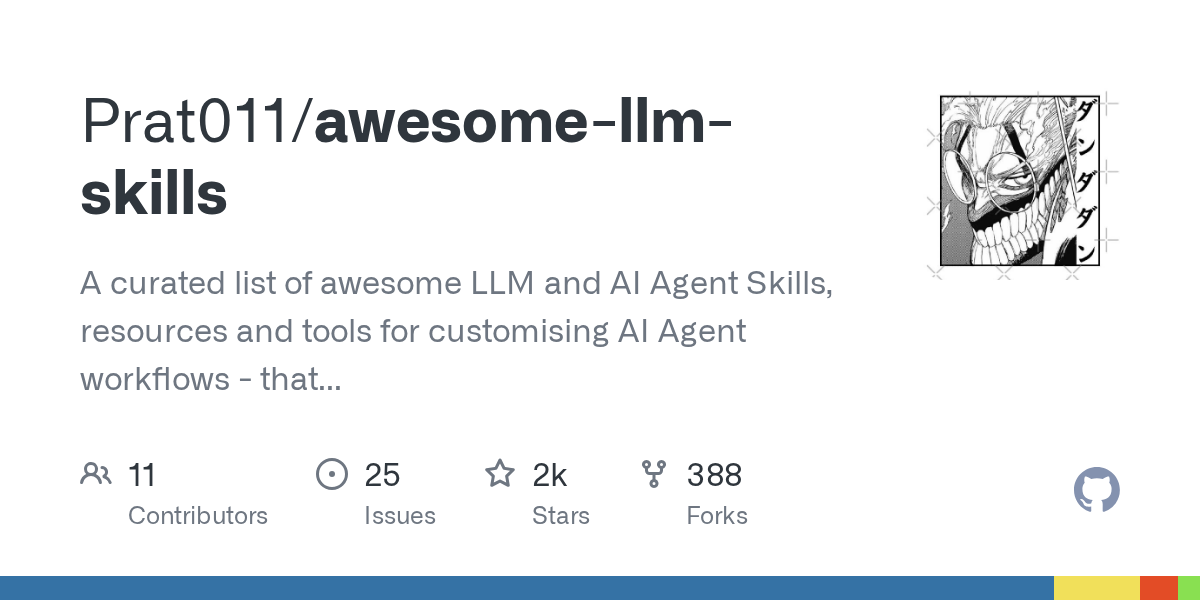 Prat011/awesome-llm-
skills
A curated list of awesome LLM and AI Agent Skills,
resources and tools for customising AI Agent
workflows - that...
11
Contributors
25
Issues
2k
Stars
388
Forks
ダンダダン